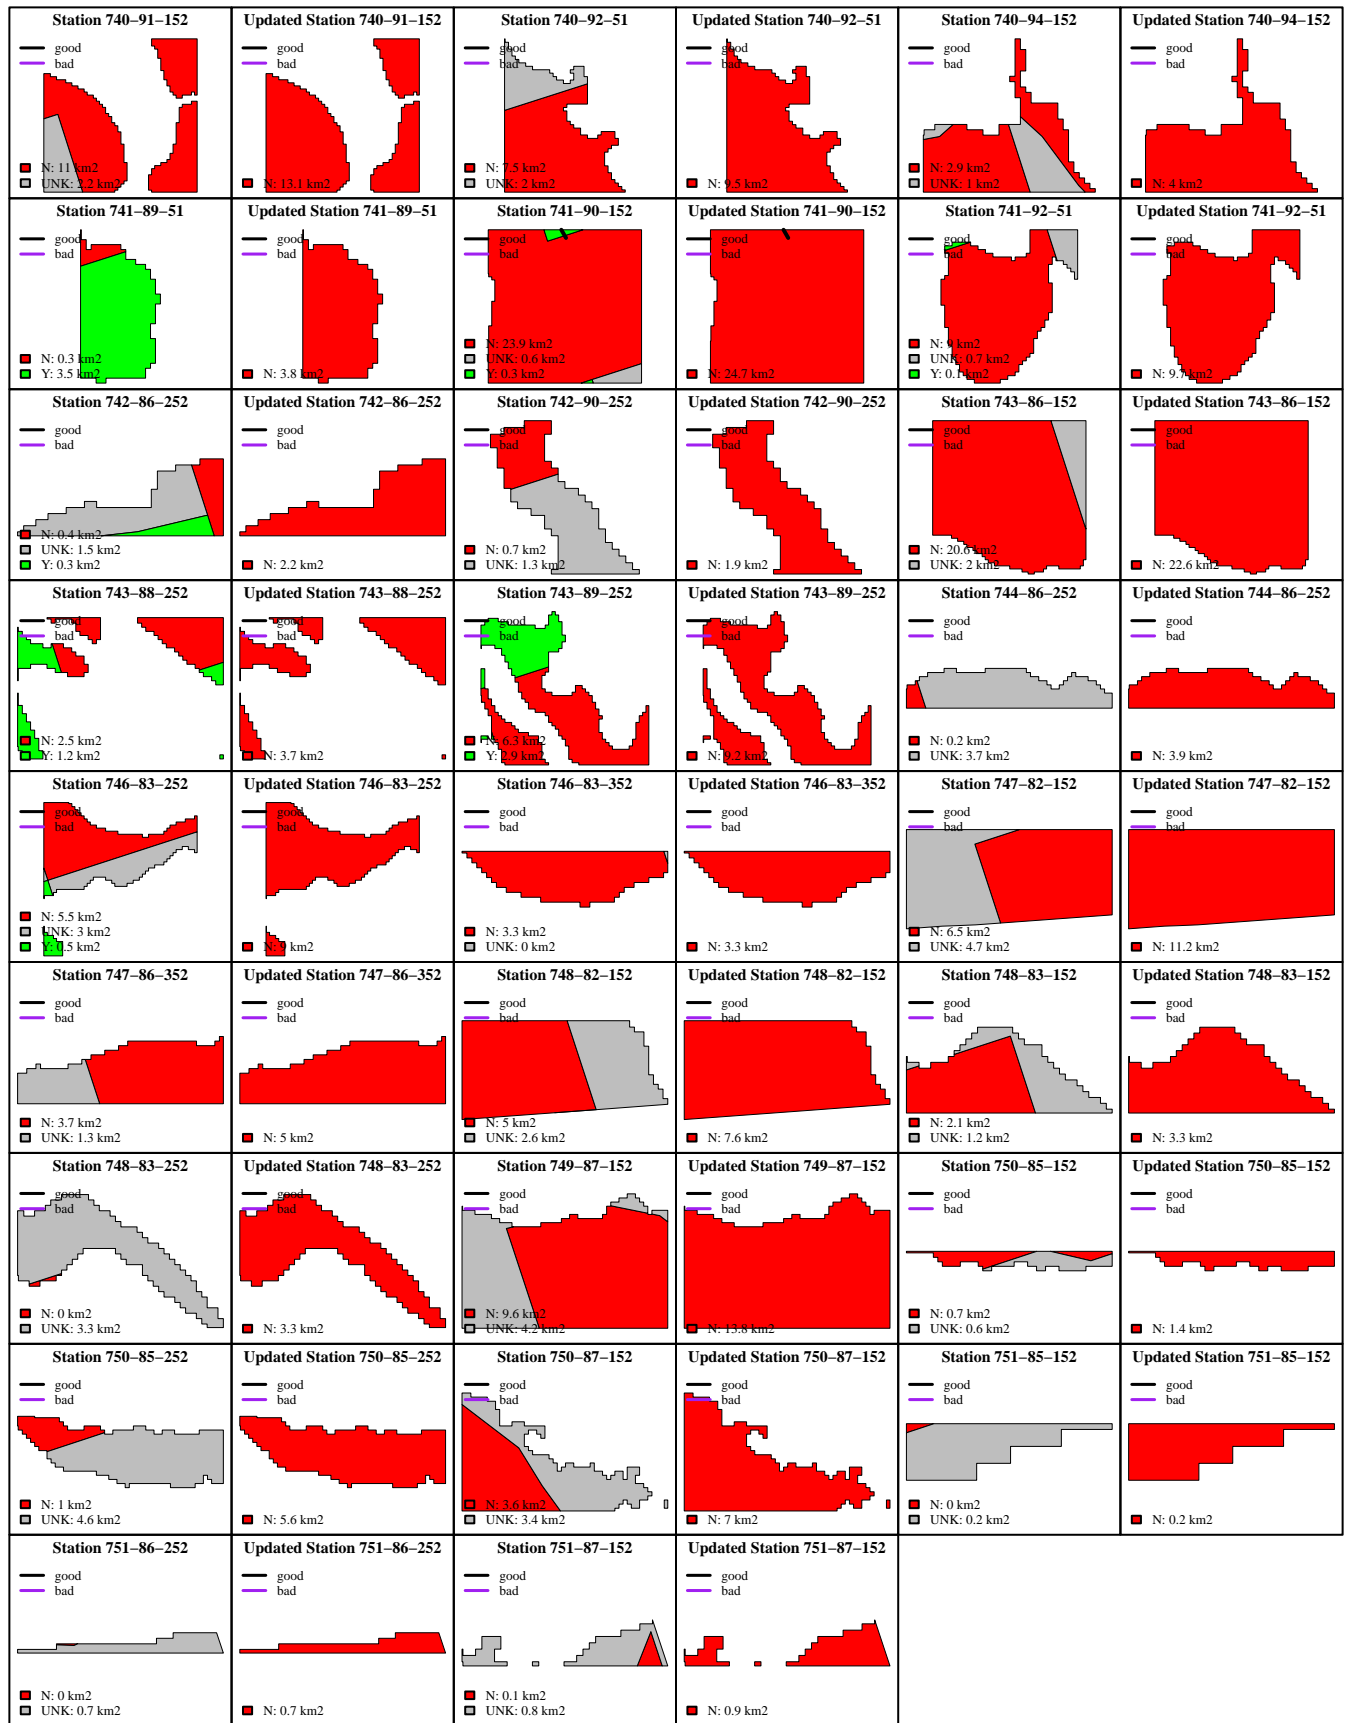 Station 740−91−152
good
bad
N: 11 km2
UNK: 2.2 km2
Updated Station 740−91−152
good
bad
N: 13.1 km2
Station 740−92−51
good
bad
N: 7.5 km2
UNK: 2 km2
Updated Station 740−92−51
good
bad
N: 9.5 km2
Station 740−94−152
good
bad
N: 2.9 km2
UNK: 1 km2
Updated Station 740−94−152
good
bad
N: 4 km2
Station 741−89−51
good
bad
N: 0.3 km2
Y: 3.5 km2
Updated Station 741−89−51
good
bad
N: 3.8 km2
Station 741−90−152
good
bad
N: 23.9 km2
UNK: 0.6 km2
Y: 0.3 km2
Updated Station 741−90−152
good
bad
N: 24.7 km2
Station 741−92−51
good
bad
N: 9 km2
UNK: 0.7 km2
Y: 0.1 km2
Updated Station 741−92−51
good
bad
N: 9.7 km2
Station 742−86−252
good
bad
N: 0.4 km2
UNK: 1.5 km2
Y: 0.3 km2
Updated Station 742−86−252
good
bad
N: 2.2 km2
Station 742−90−252
good
bad
N: 0.7 km2
UNK: 1.3 km2
Updated Station 742−90−252
good
bad
N: 1.9 km2
Station 743−86−152
good
bad
N: 20.6 km2
UNK: 2 km2
Updated Station 743−86−152
good
bad
N: 22.6 km2
Station 743−88−252
good
bad
N: 2.5 km2
Y: 1.2 km2
Updated Station 743−88−252
good
bad
N: 3.7 km2
Station 743−89−252
good
bad
N: 6.3 km2
Y: 2.9 km2
Updated Station 743−89−252
good
bad
N: 9.2 km2
Station 744−86−252
good
bad
N: 0.2 km2
UNK: 3.7 km2
Updated Station 744−86−252
good
bad
N: 3.9 km2
Station 746−83−252
good
bad
N: 5.5 km2
UNK: 3 km2
Y: 0.5 km2
Updated Station 746−83−252
good
bad
N: 9 km2
Station 746−83−352
good
bad
N: 3.3 km2
UNK: 0 km2
Updated Station 746−83−352
good
bad
N: 3.3 km2
Station 747−82−152
good
bad
N: 6.5 km2
UNK: 4.7 km2
Updated Station 747−82−152
good
bad
N: 11.2 km2
Station 747−86−352
good
bad
N: 3.7 km2
UNK: 1.3 km2
Updated Station 747−86−352
good
bad
N: 5 km2
Station 748−82−152
good
bad
N: 5 km2
UNK: 2.6 km2
Updated Station 748−82−152
good
bad
N: 7.6 km2
Station 748−83−152
good
bad
N: 2.1 km2
UNK: 1.2 km2
Updated Station 748−83−152
good
bad
N: 3.3 km2
Station 748−83−252
good
bad
N: 0 km2
UNK: 3.3 km2
Updated Station 748−83−252
good
bad
N: 3.3 km2
Station 749−87−152
good
bad
N: 9.6 km2
UNK: 4.2 km2
Updated Station 749−87−152
good
bad
N: 13.8 km2
Station 750−85−152
good
bad
N: 0.7 km2
UNK: 0.6 km2
Updated Station 750−85−152
good
bad
N: 1.4 km2
Station 750−85−252
good
bad
N: 1 km2
UNK: 4.6 km2
Updated Station 750−85−252
good
bad
N: 5.6 km2
Station 750−87−152
good
bad
N: 3.6 km2
UNK: 3.4 km2
Updated Station 750−87−152
good
bad
N: 7 km2
Station 751−85−152
good
bad
N: 0 km2
UNK: 0.2 km2
Updated Station 751−85−152
good
bad
N: 0.2 km2
Station 751−86−252
good
bad
N: 0 km2
UNK: 0.7 km2
Updated Station 751−86−252
good
bad
N: 0.7 km2
Station 751−87−152
good
bad
N: 0.1 km2
UNK: 0.8 km2
Updated Station 751−87−152
good
bad
N: 0.9 km2